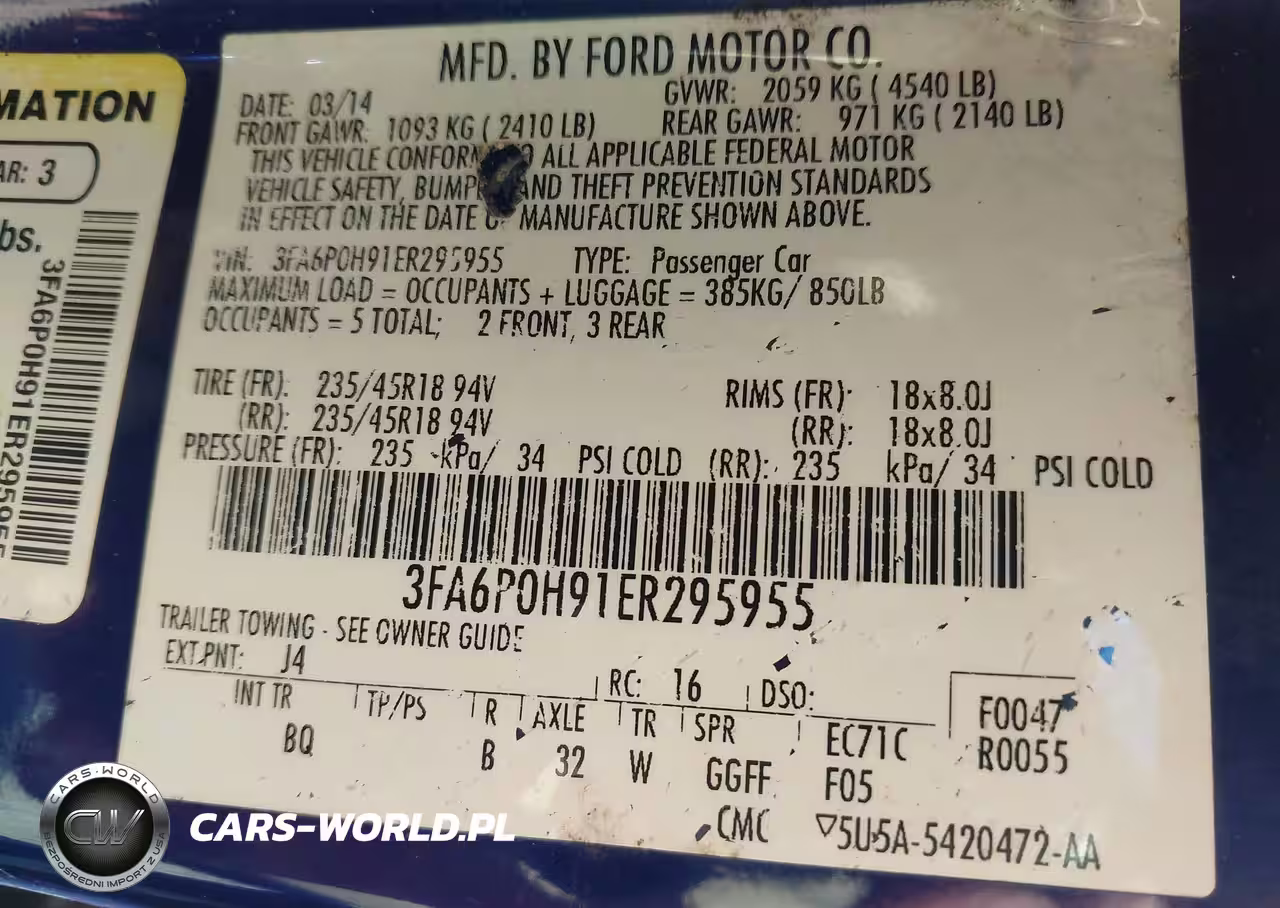 MATION
AR: 3
bs.
3FA6P0H91ER295955
MFD. BY FORD MOTOR CO.
DATE: 03/14 GVWR: 2059 KG ( 4540 LB)
FRONT GAWR: 1093 KG ( 2410 LB) REAR GAWR: 971 KG ( 2140 LB)
THIS VEHICLE ALL APPLICABLE FEDERAL MOTOR
VEHICLE SAFETY, AND THEFT PREVENTION STANDARDS
IN EFFECT ON THE DATE OF MANUFACTURE SHOWN ABOVE.
VIN: 3FA6P0H91ER295955 TYPE: Passenger Car
MAXIMUM LOAD = OCCUPANTS + LUGGAGE = 385KG/ 850LB
OCCUPANTS = 5 TOTAL; 2 FRONT, 3 REAR
TIRE (FR): 235/45R18 94V RIMS (FR): 18x8.0J
(RR): 235/45R18 94V (RR): 18x8.0J
PRESSURE (FR): 235 kPa/ 34 PSI COLD (RR): 235 kPa/ 34 PSI COLD
3FA6P0H91ER295955
TRAILER TOWING - SEE OWNER GUIDE
EXT.PNT: J4 RC: 16 DSO: F0047
INT TR TP/PS R AXLE TR SPR EC71C R0055
BQ B 32 W GGFF F05
CMC ▽5U5A-5420472-AA
CARS-WORLD
CW
BEZPOŚREDNI IMPORT Z USA
CARS-WORLD.PL